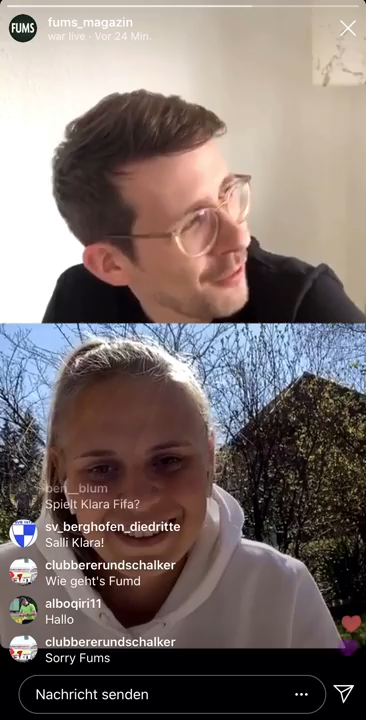 FUMS
fums_magazin
war live · Vor 24 Min.
ben__blum
Spielt Klara Fifa?
sv_berghofen_diedritte
Salli Klara!
clubbererundschalker
Wie geht's Fumd
alboqiri11
Hallo
clubbererundschalker
Sorry Fums
Nachricht senden